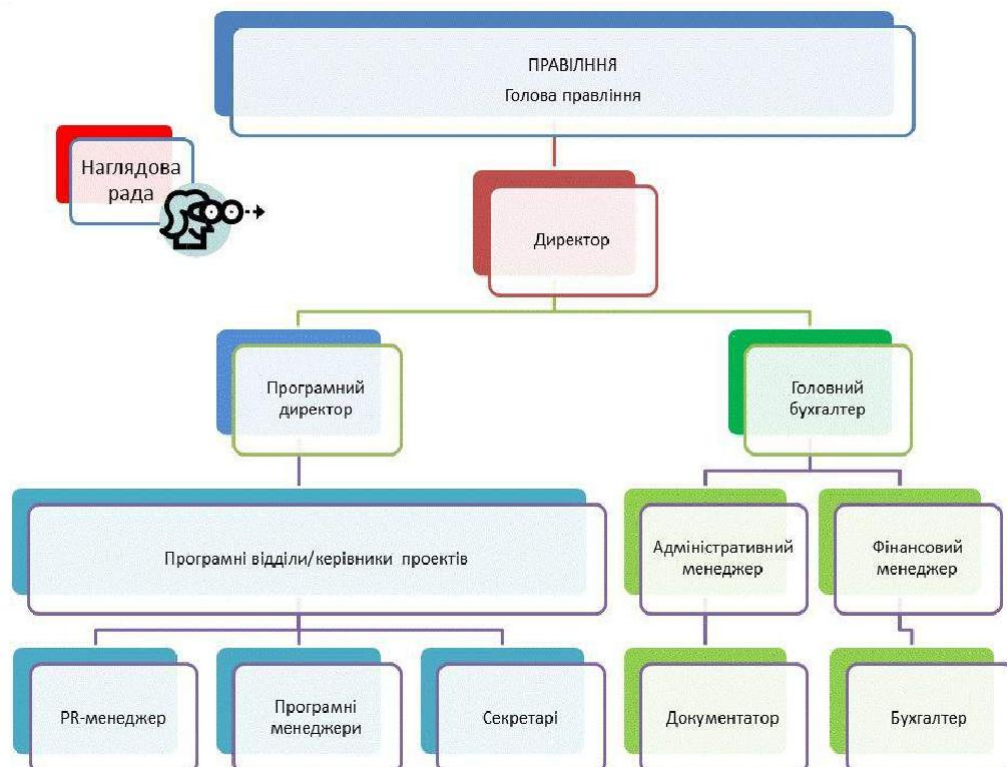 ПРАВІЛННЯ
Голова правління
Наглядова
рада
Директор
Програмний
директор
Головний
бухгалтер
Програмні відділи/керівники проектів
Адміністративний
менеджер
Фінансовий
менеджер
PR-менеджер
Програмні
менеджери
Секретарі
Документатор
Бухгалтер